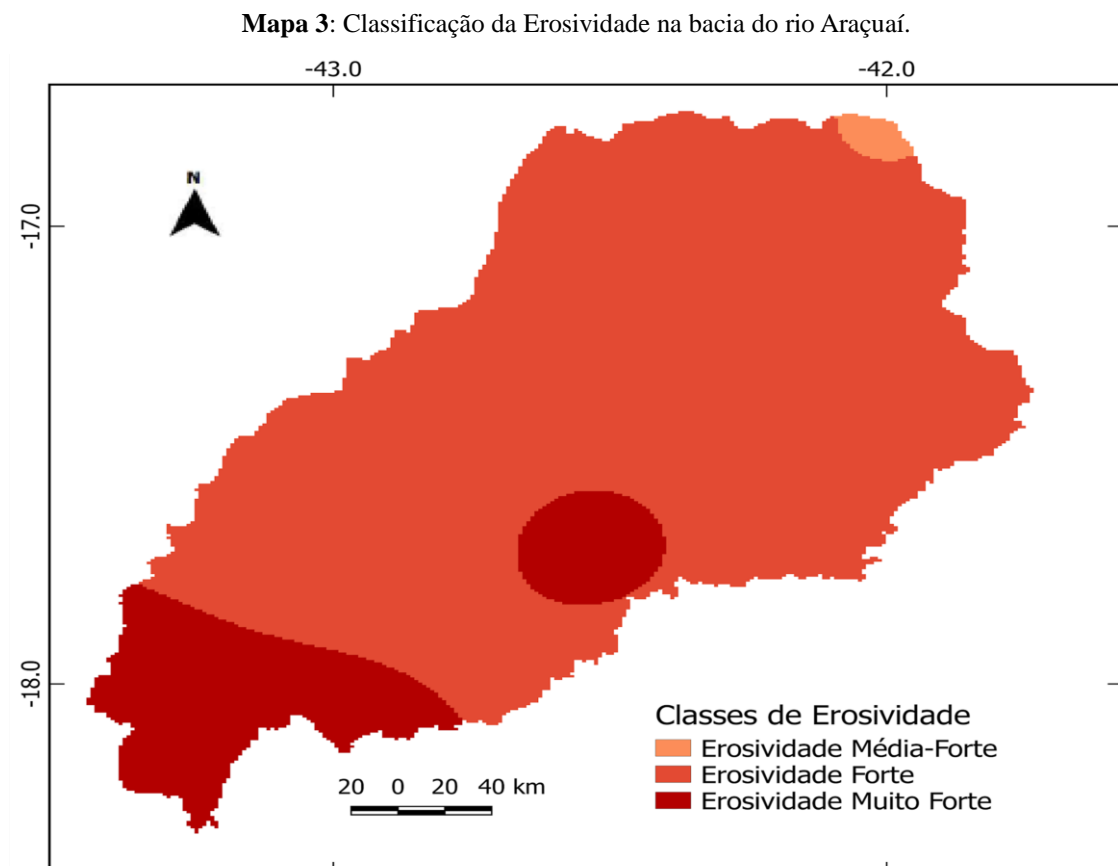 Mapa 3: Classificação da Erosividade na bacia do rio Araçuaí.
-43.0
-42.0
N
-17.0
-18.0
Classes de Erosividade
Erosividade Média-Forte
Erosividade Forte
Erosividade Muito Forte
20 0 20 40 km